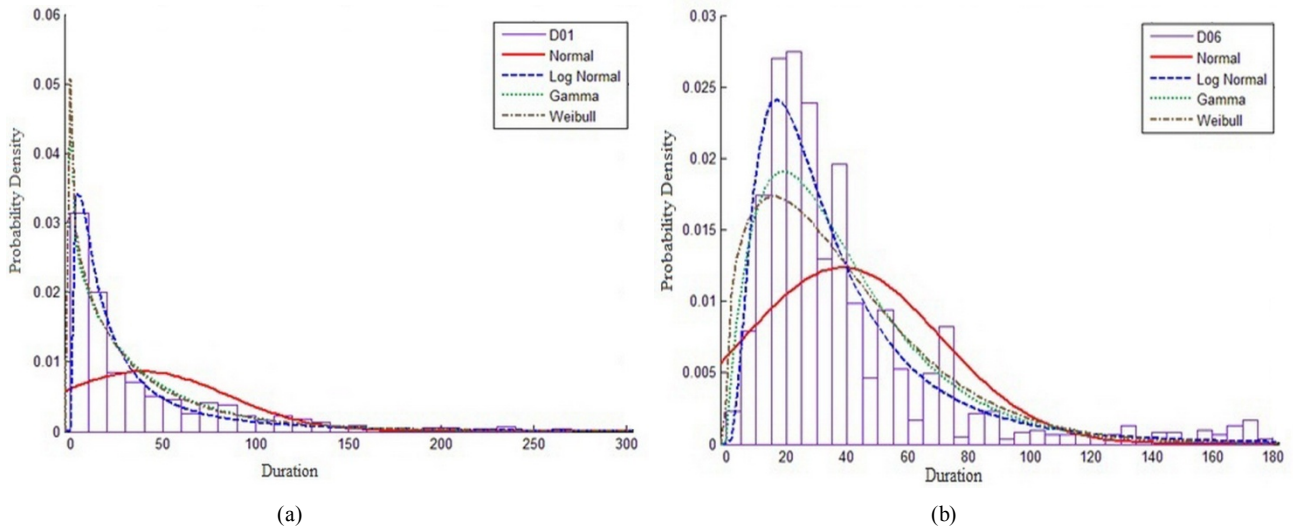 0.06
0.05
0.04
0.03
0.02
0.01
0
Probability Density
0 50 100 150 200 250 300
Duration
D01
Normal
Log Normal
Gamma
Weibull
(a)
0.03
0.025
0.02
0.015
0.01
0.005
0
Probability Density
0 20 40 60 80 100 120 140 160 180
Duration
D06
Normal
Log Normal
Gamma
Weibull
(b)